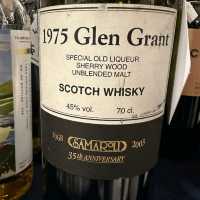 1975 Glen Grant
SPECIAL OLD LIQUEUR
SHERRY WOOD
UNBLENDED MALT
SCOTCH WHISKY
45% vol. 70 cl.
1968 SAMAROLI 2003
35th ANNIVERSARY